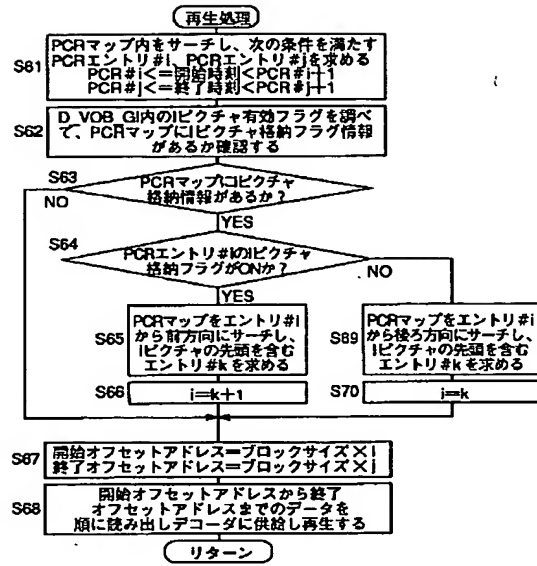 再生処理
S61
PCRマップ内をサーチし、次の条件を満たす
PCRエントリ#i、PCRエントリ#jを求める
PCR#i<=開始時刻<PCR#i+1
PCR#j<=終了時刻<PCR#j+1
S62
D_VOB_GI内のIピクチャ有効フラグを調べ
て、PCRマップにIピクチャ格納フラグ情報
があるか確認する
S63
PCRマップにIピクチャ
格納情報があるか?
NO
YES
S64
PCRエントリ#iのIピクチャ
格納フラグがONか?
NO
YES
S65
PCRマップをエントリ#i
から前方向にサーチし、
Iピクチャの先頭を含む
エントリ#kを求める
S69
PCRマップをエントリ#i
から後ろ方向にサーチし、
Iピクチャの先頭を含む
エントリ#kを求める
S66
i=k+1
S70
i=k
S67
開始オフセットアドレス=ブロックサイズ×i
終了オフセットアドレス=ブロックサイズ×j
S68
開始オフセットアドレスから終了
オフセットアドレスまでのデータを
順に読み出しデコーダに供給し再生する
リターン